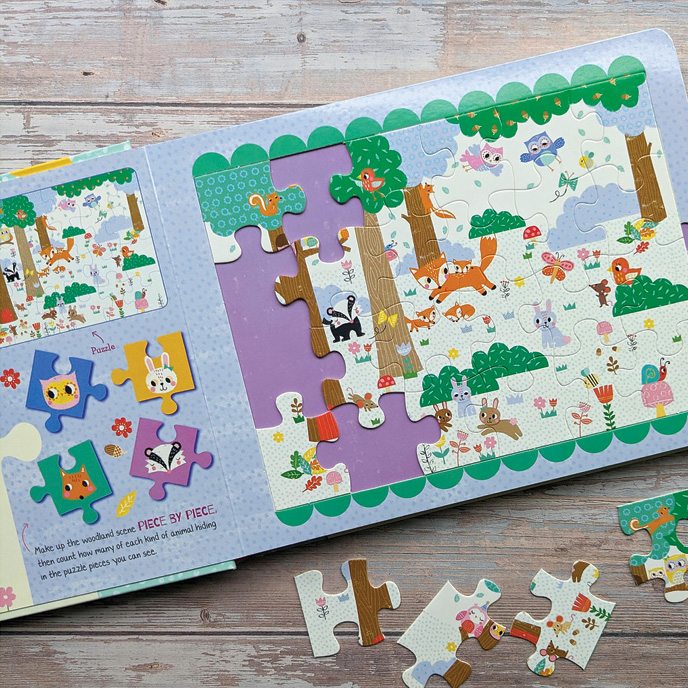 Puzzle
Make up the woodland scene PIECE BY PIECE,
then count how many of each kind of animal hiding
in the puzzle pieces you can see.